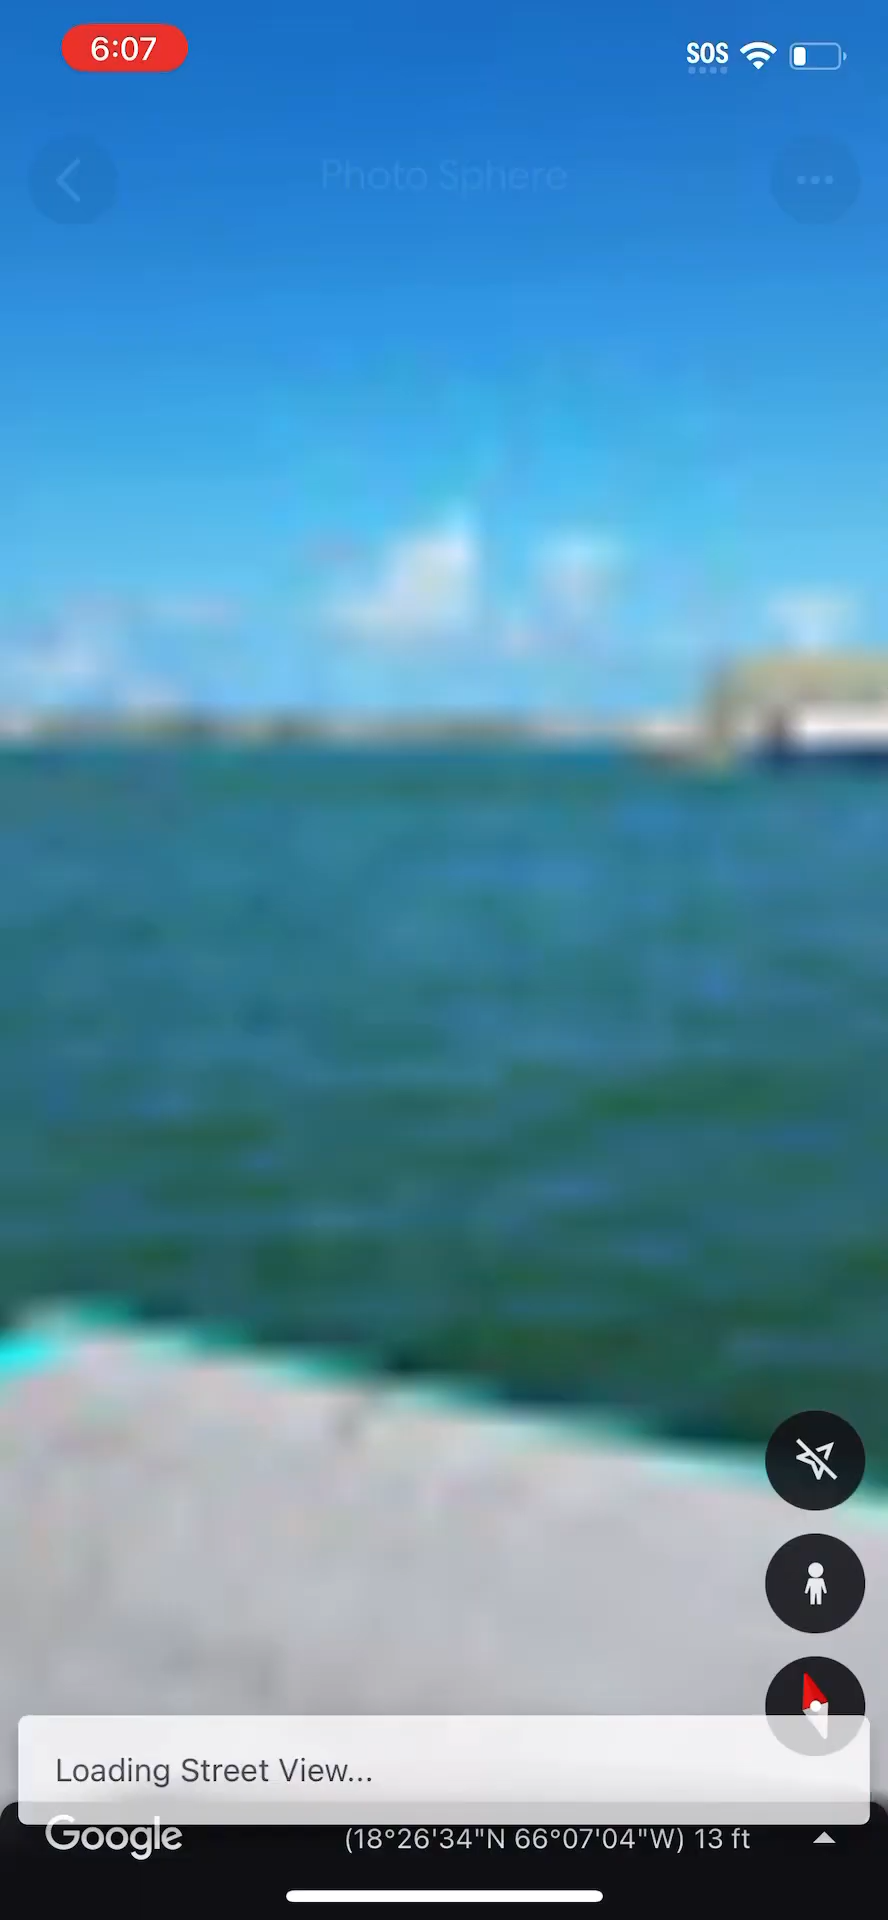 6:07
SOS
Photo Sphere
Loading Street View...
Google
(18°26'34"N 66°07'04"W) 13 ft